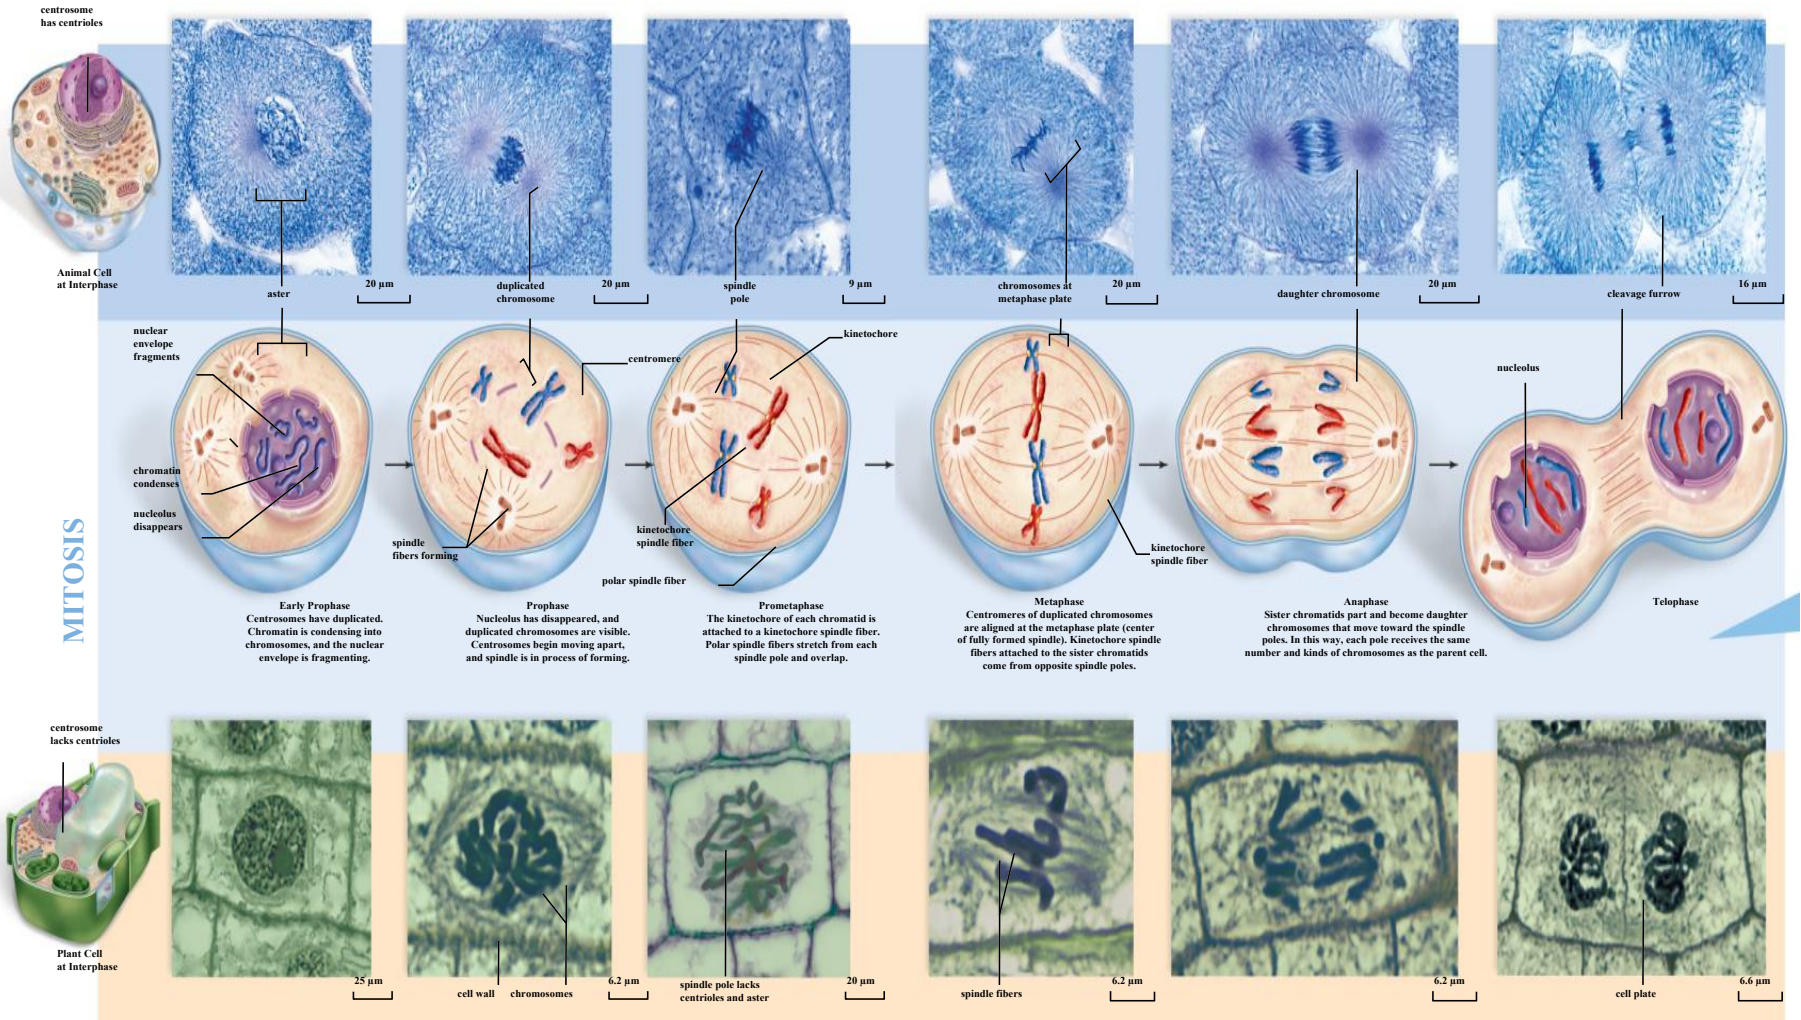 centrosome
has centrioles
Animal Cell
at Interphase
aster
20 µm
duplicated
chromosome
20 µm
spindle
pole
9 µm
chromosomes at
metaphase plate
20 µm
daughter chromosome
20 µm
cleavage furrow
16 µm
MITOSIS
nuclear
envelope
fragments
chromatin
condenses
nucleolus
disappears
spindle
fibers forming
centromere
kinetochore
kinetochore
spindle fiber
polar spindle fiber
kinetochore
spindle fiber
nucleolus
Early Prophase
Centrosomes have duplicated.
Chromatin is condensing into
chromosomes, and the nuclear
envelope is fragmenting.
Prophase
Nucleolus has disappeared, and
duplicated chromosomes are visible.
Centrosomes begin moving apart,
and spindle is in process of forming.
Prometaphase
The kinetochore of each chromatid is
attached to a kinetochore spindle fiber.
Polar spindle fibers stretch from each
spindle pole and overlap.
Metaphase
Centromeres of duplicated chromosomes
are aligned at the metaphase plate (center
of fully formed spindle). Kinetochore spindle
fibers attached to the sister chromatids
come from opposite spindle poles.
Anaphase
Sister chromatids part and become daughter
chromosomes that move toward the spindle
poles. In this way, each pole receives the same
number and kinds of chromosomes as the parent cell.
Telophase
centrosome
lacks centrioles
Plant Cell
at Interphase
25 µm
cell wall
chromosomes
6.2 µm
spindle pole lacks
centrioles and aster
20 µm
spindle fibers
6.2 µm
6.2 µm
cell plate
6.6 µm